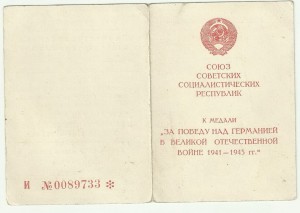 СОЮЗ
СОВЕТСКИХ
СОЦИАЛИСТИЧЕСКИХ
РЕСПУБЛИК
К МЕДАЛИ
„ЗА ПОБЕДУ НАД ГЕРМАНИЕЙ
В ВЕЛИКОЙ ОТЕЧЕСТВЕННОЙ
ВОЙНЕ 1941—1945 гг.“
И №0089733 *